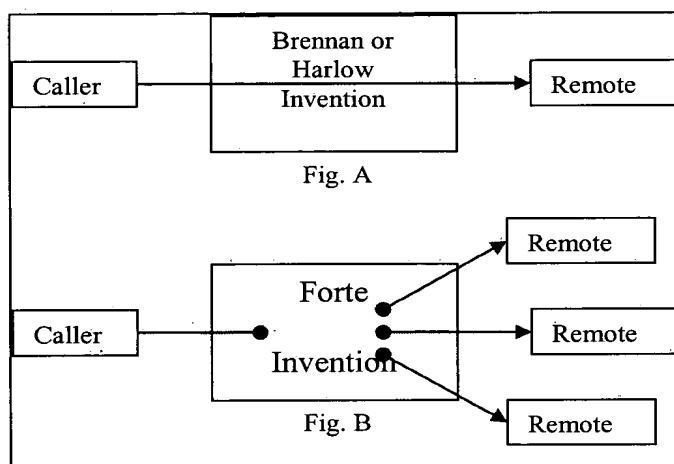 Brennan or
Harlow
Invention
Caller
Remote
Fig. A
Remote
Forte
Caller
Remote
Invention
Fig. B
Remote